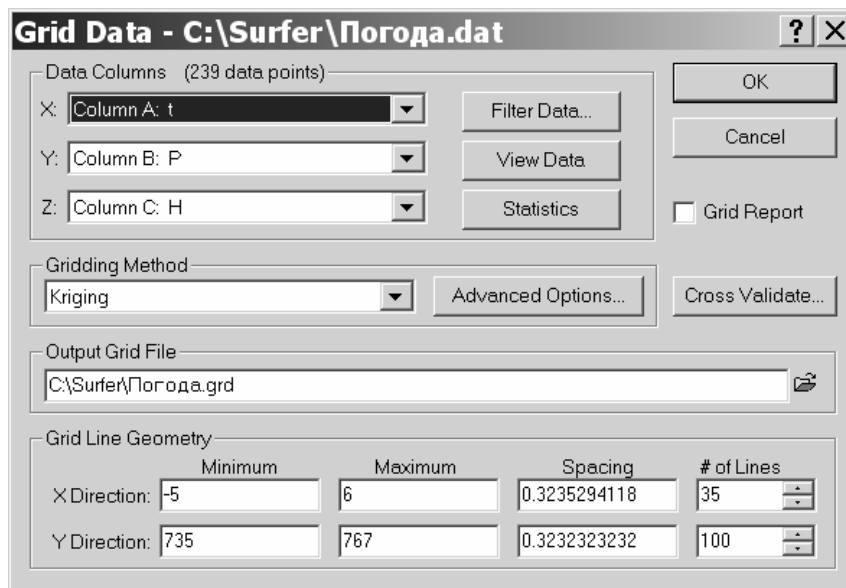 Grid Data - C:\Surfer\Погода.dat
Data Columns (239 data points)
X: Column A: t
Filter Data...
Y: Column B: P
View Data
Z: Column C: H
Statistics
OK
Cancel
Grid Report
Gridding Method
Kriging
Advanced Options...
Cross Validate...
Output Grid File
C:\Surfer\Погода.grd
Grid Line Geometry
Minimum Maximum Spacing # of Lines
X Direction: -5 6 0.3235294118 35
Y Direction: 735 767 0.3232323232 100